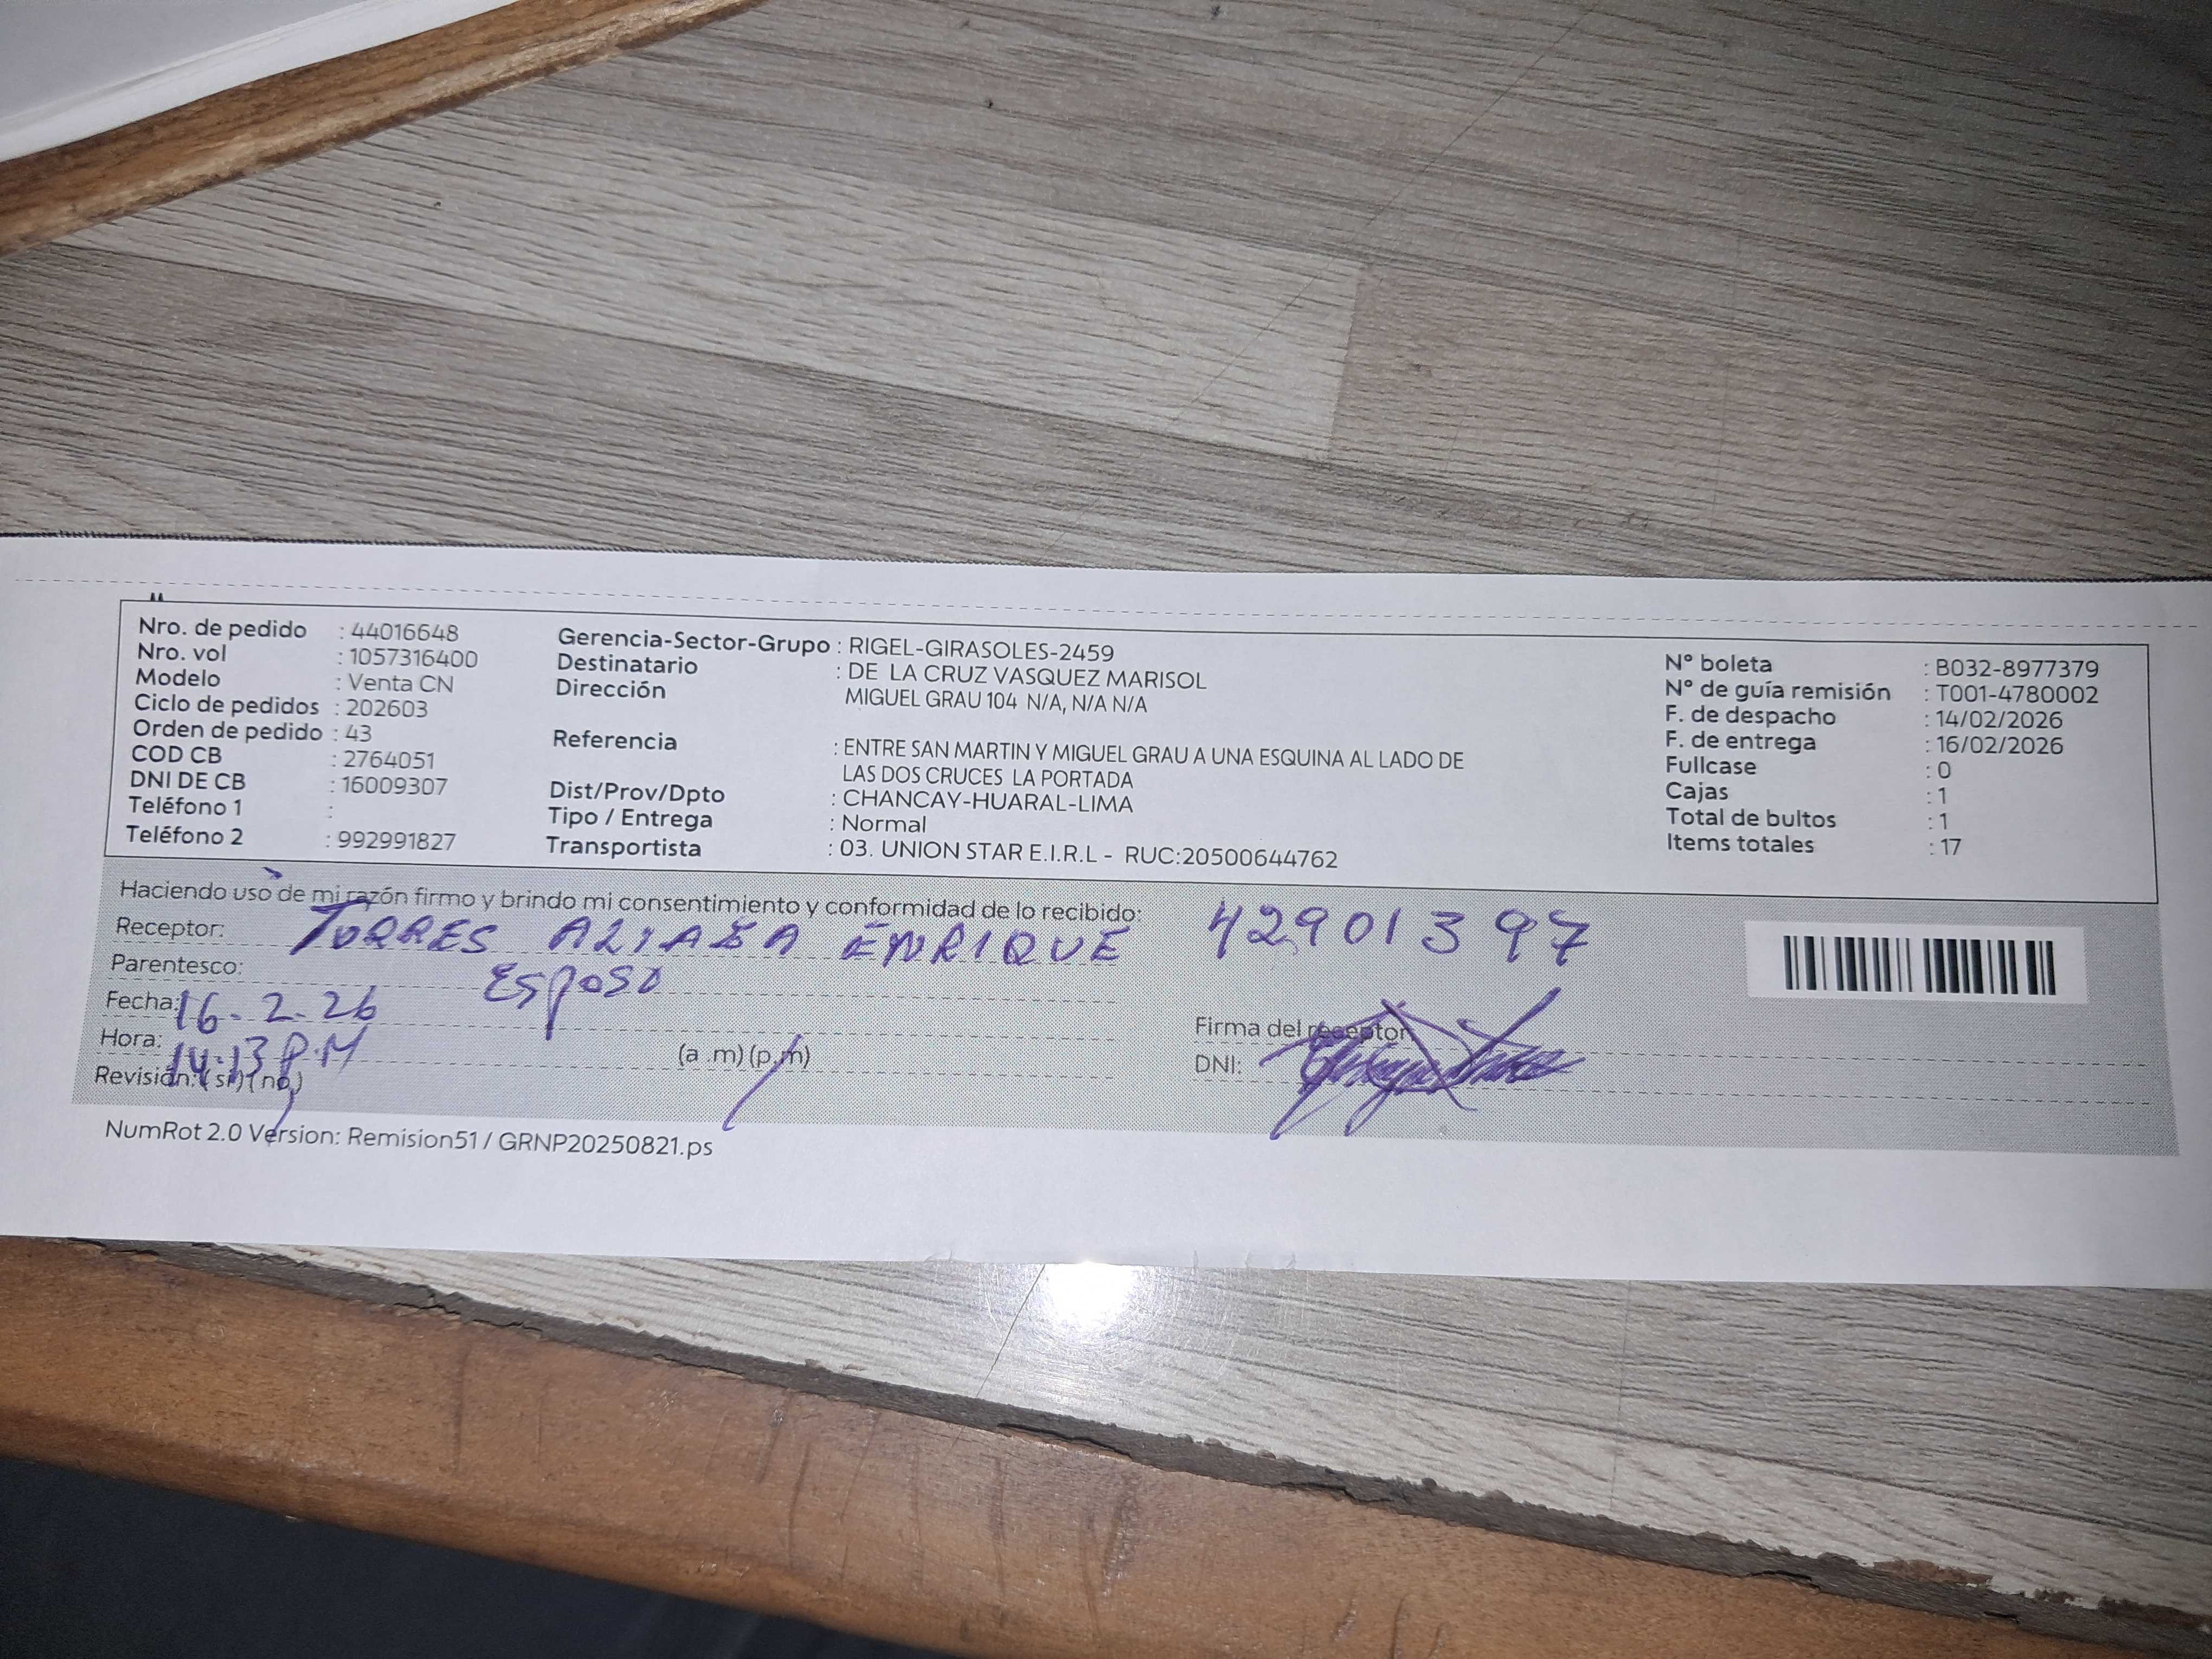 Nro. de pedido : 44016648
Nro. vol : 1057316400
Modelo : Venta CN
Ciclo de pedidos : 202603
Orden de pedido : 43
COD CB : 2764051
DNI DE CB : 16009307
Teléfono 1 :
Teléfono 2 : 992991827
Gerencia-Sector-Grupo : RIGEL-GIRASOLES-2459
Destinatario : DE LA CRUZ VASQUEZ MARISOL
Dirección MIGUEL GRAU 104 N/A, N/A N/A
Referencia : ENTRE SAN MARTIN Y MIGUEL GRAU A UNA ESQUINA AL LADO DE
LAS DOS CRUCES LA PORTADA
Dist/Prov/Dpto : CHANCAY-HUARAL-LIMA
Tipo / Entrega : Normal
Transportista : 03. UNION STAR E.I.R.L - RUC:20500644762
N° boleta : B032-8977379
N° de guía remisión : T001-4780002
F. de despacho : 14/02/2026
F. de entrega : 16/02/2026
Fullcase : 0
Cajas : 1
Total de bultos : 1
Items totales : 17
Haciendo uso de mi razón firmo y brindo mi consentimiento y conformidad de lo recibido:
Receptor: TORRES ALIAGA ENRIQUE 42901397
Parentesco: Esposo
Fecha: 16-2-26
Hora: 14:13 P.M (a .m) (p.m)
Revisión: ( si ) ( no )
Firma del receptor
DNI:
NumRot 2.0 Version: Remision51 / GRNP20250821.ps